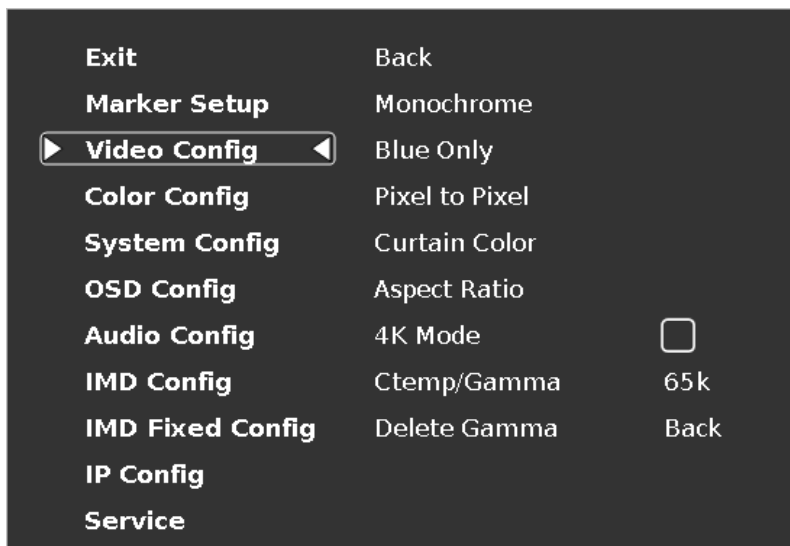 Exit Back
Marker Setup Monochrome
Video Config Blue Only
Color Config Pixel to Pixel
System Config Curtain Color
OSD Config Aspect Ratio
Audio Config 4K Mode
IMD Config Ctemp/Gamma 65k
IMD Fixed Config Delete Gamma Back
IP Config
Service